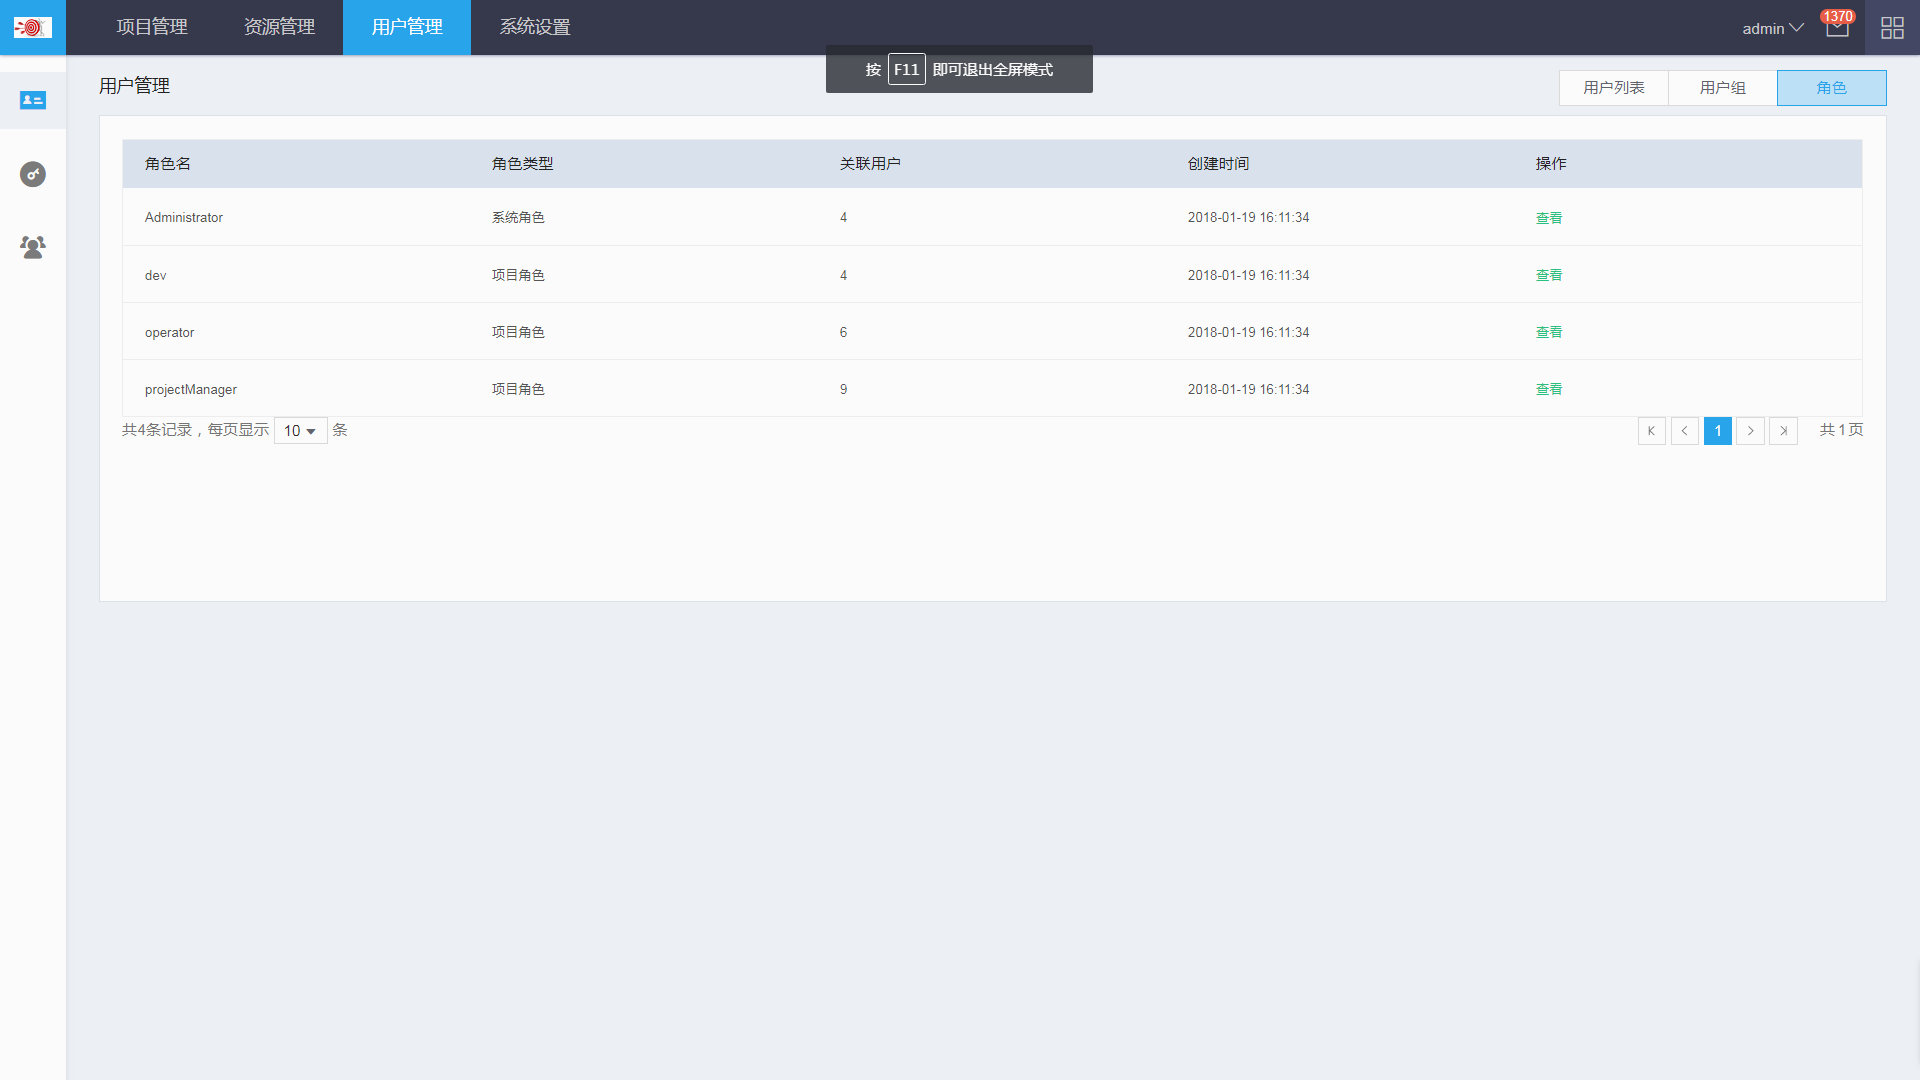 项目管理 资源管理 用户管理 系统设置 admin 1370
按 F11 即可退出全屏模式
用户管理 用户列表 用户组 角色
角色名 角色类型 关联用户 创建时间 操作
Administrator 系统角色 4 2018-01-19 16:11:34 查看
dev 项目角色 4 2018-01-19 16:11:34 查看
operator 项目角色 6 2018-01-19 16:11:34 查看
projectManager 项目角色 9 2018-01-19 16:11:34 查看
共4条记录，每页显示 10 条 1 共 1 页